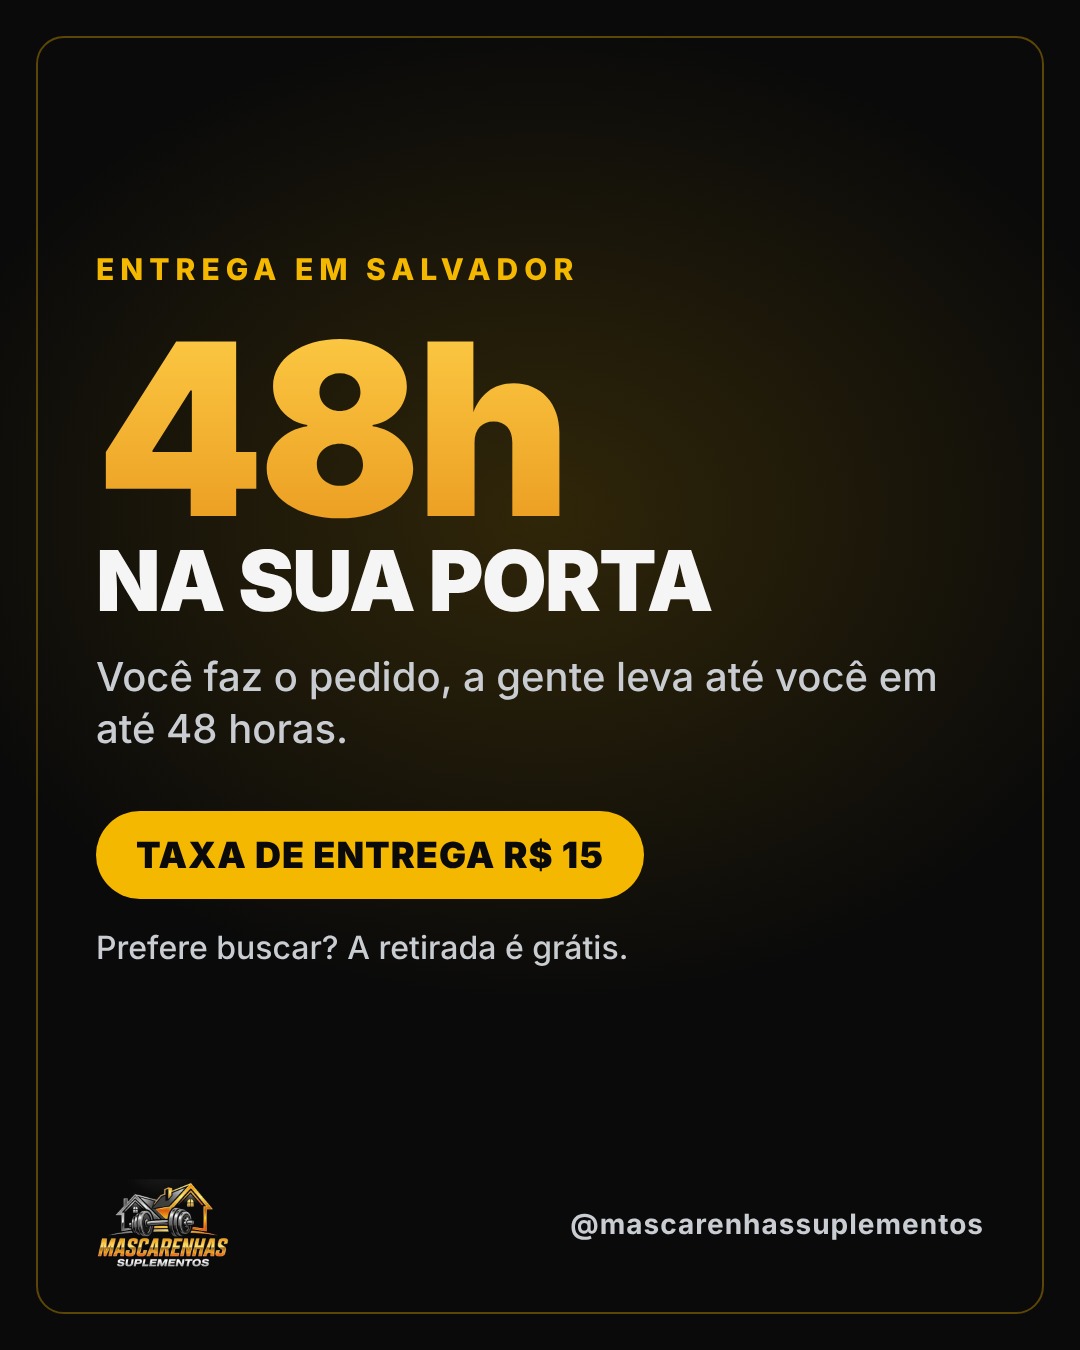 ENTREGA EM SALVADOR
48h
NA SUA PORTA
Você faz o pedido, a gente leva até você em
até 48 horas.
TAXA DE ENTREGA R$ 15
Prefere buscar? A retirada é grátis.
MASCARENHAS
SUPLEMENTOS
@mascarenhassuplementos